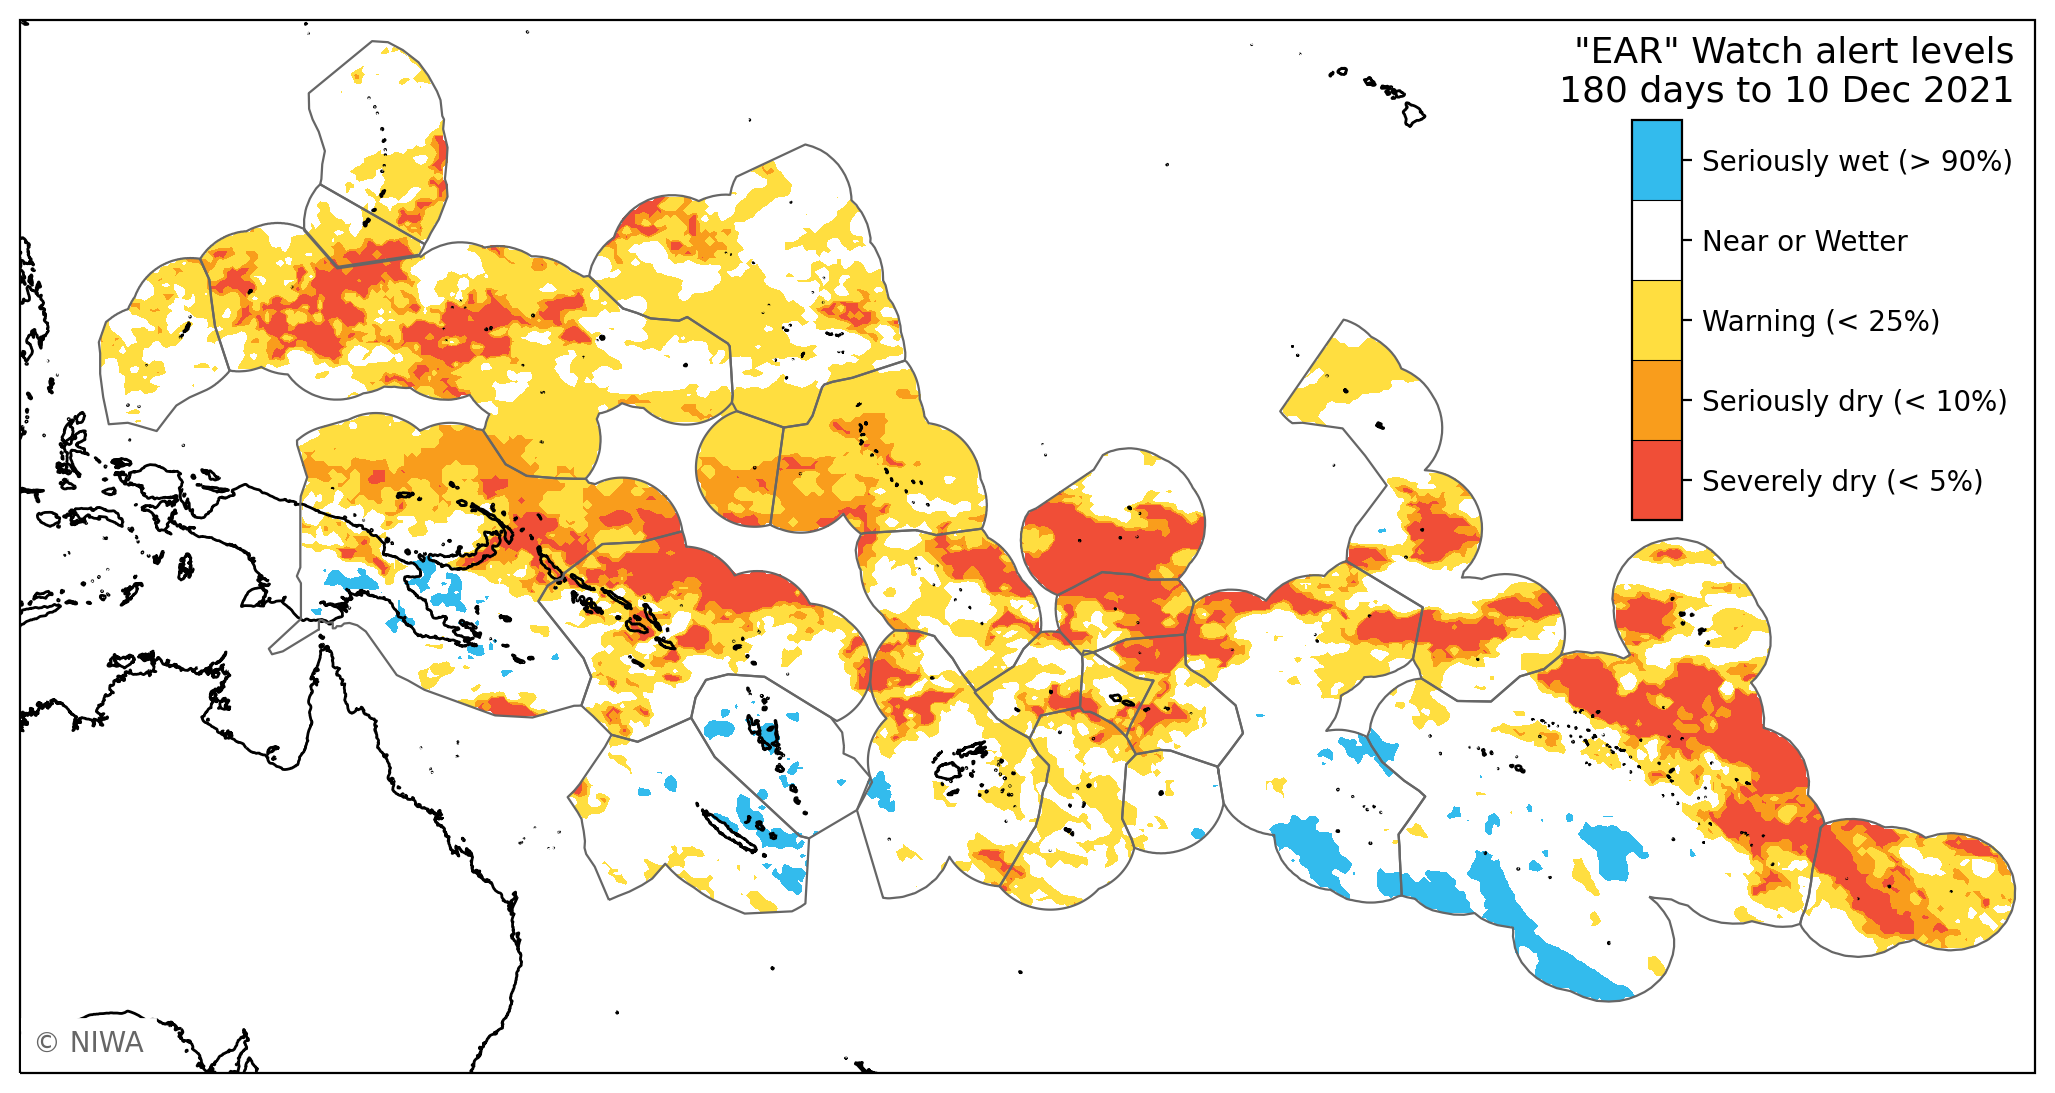 "EAR" Watch alert levels
180 days to 10 Dec 2021
Seriously wet (> 90%)
Near or Wetter
Warning (< 25%)
Seriously dry (< 10%)
Severely dry (< 5%)
© NIWA